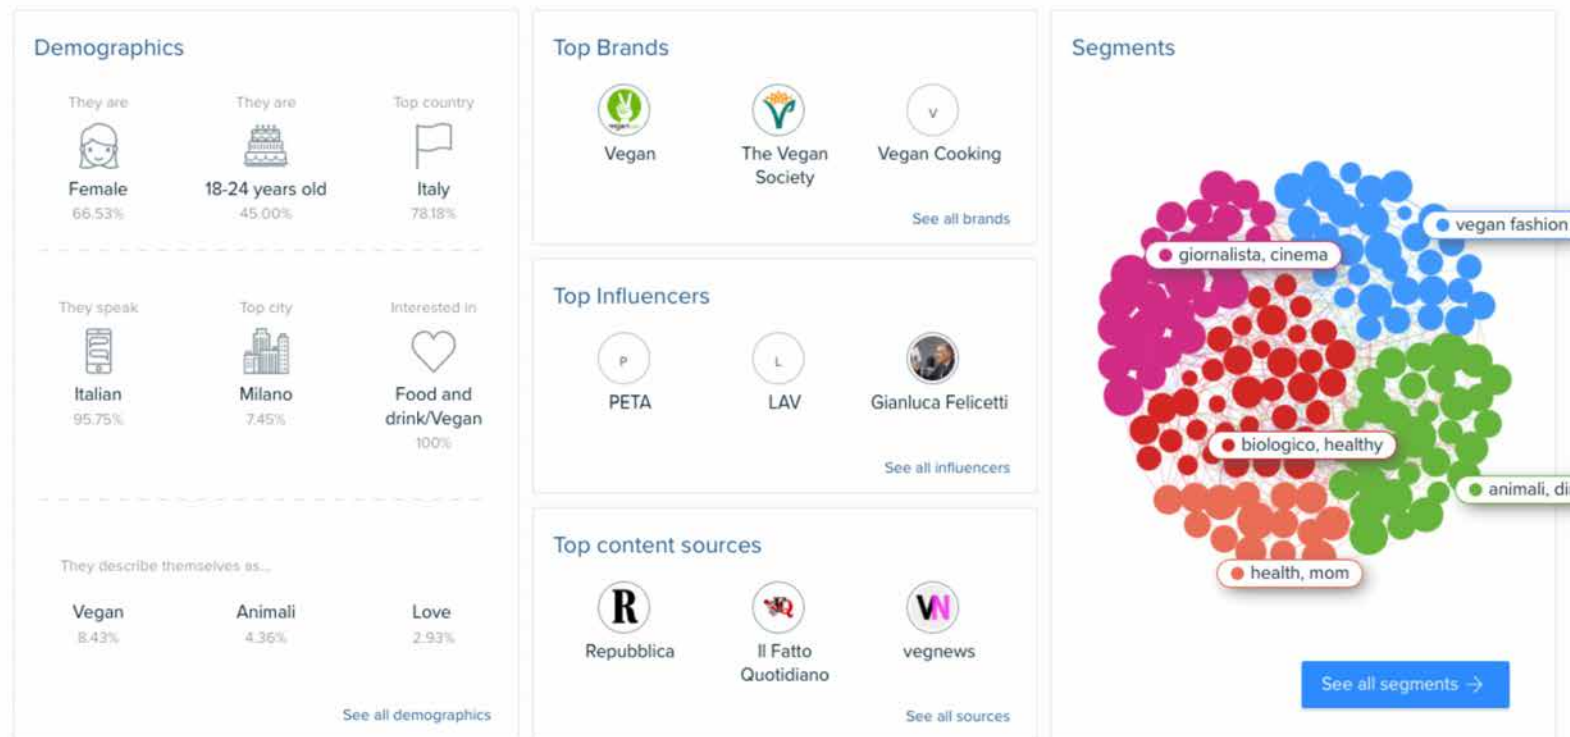 Demographics
They are
They are
Top country
Female
18-24 years old
Italy
66.53%
45.00%
78.18%
They speak
Top city
Interested in
Italian
Milano
Food and
drink/Vegan
95.75%
7.45%
100%
They describe themselves as...
Vegan
Animali
Love
8.43%
4.36%
2.93%
See all demographics
Top Brands
V
Vegan
The Vegan
Society
Vegan Cooking
See all brands
Top Influencers
P
L
PETA
LAV
Gianluca Felicetti
See all influencers
Top content sources
R
FQ
VN
Repubblica
Il Fatto
Quotidiano
vegnews
See all sources
Segments
vegan fashion
giornalista, cinema
biologico, healthy
animali, di
health, mom
See all segments →